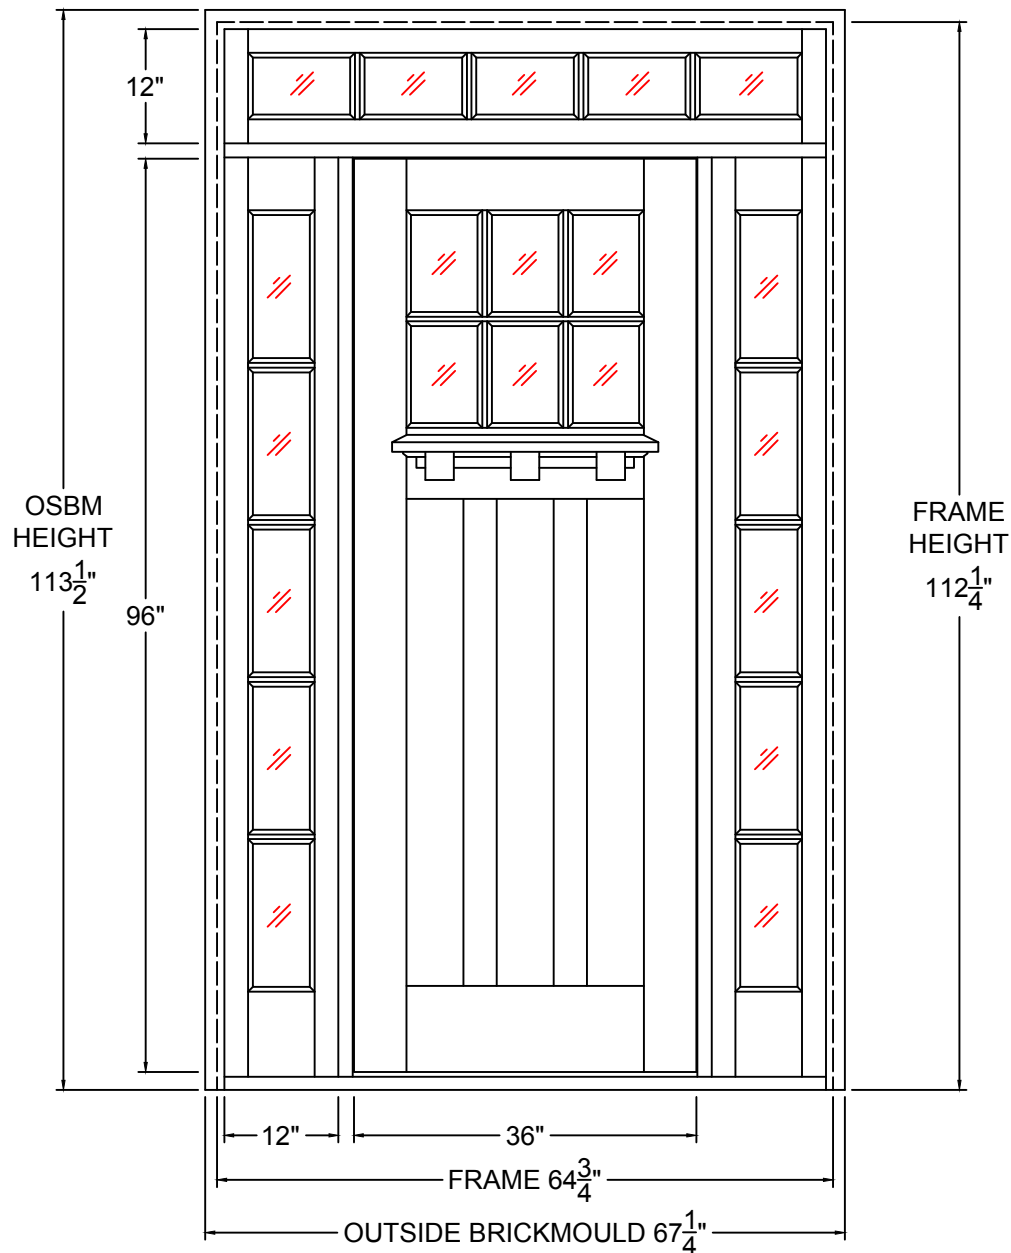 12"
OSBM
HEIGHT
113 1/2"
96"
FRAME
HEIGHT
112 1/4"
12"
36"
FRAME 64 3/4"
OUTSIDE BRICKMOULD 67 1/4"